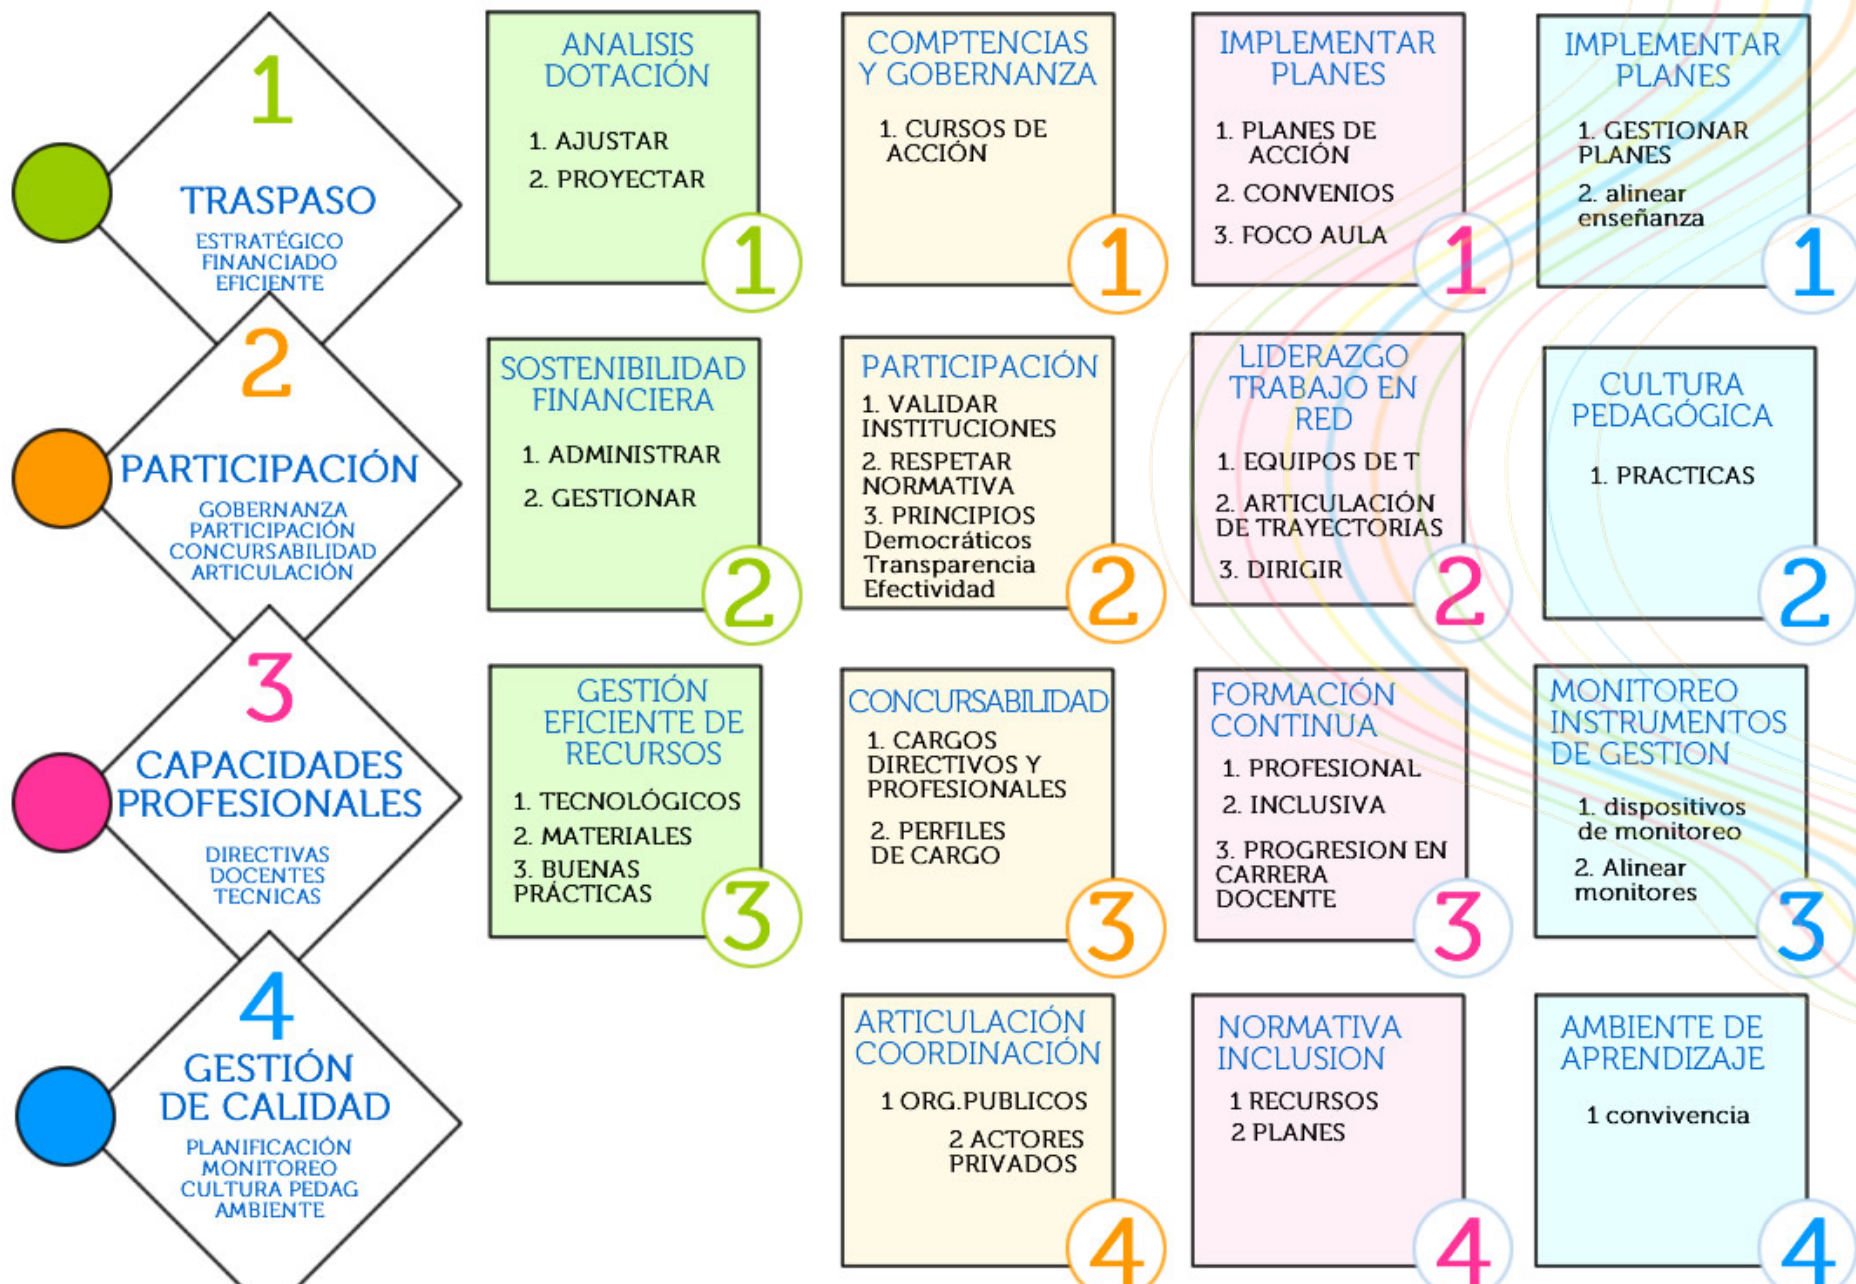 1
TRASPASO
ESTRATÉGICO
FINANCIADO
EFICIENTE
2
PARTICIPACIÓN
GOBERNANZA
PARTICIPACIÓN
CONCURSABILIDAD
ARTICULACIÓN
3
CAPACIDADES
PROFESIONALES
DIRECTIVAS
DOCENTES
TECNICAS
4
GESTIÓN
DE CALIDAD
PLANIFICACIÓN
MONITOREO
CULTURA PEDAG
AMBIENTE
ANALISIS
DOTACIÓN
1. AJUSTAR
2. PROYECTAR
1
SOSTENIBILIDAD
FINANCIERA
1. ADMINISTRAR
2. GESTIONAR
2
GESTIÓN
EFICIENTE DE
RECURSOS
1. TECNOLÓGICOS
2. MATERIALES
3. BUENAS
PRÁCTICAS
3
COMPTENCIAS
Y GOBERNANZA
1. CURSOS DE
ACCIÓN
1
PARTICIPACIÓN
1. VALIDAR
INSTITUCIONES
2. RESPETAR
NORMATIVA
3. PRINCIPIOS
Democráticos
Transparencia
Efectividad
2
CONCURSABILIDAD
1. CARGOS
DIRECTIVOS Y
PROFESIONALES
2. PERFILES
DE CARGO
3
ARTICULACIÓN
COORDINACIÓN
1 ORG.PUBLICOS
2 ACTORES
PRIVADOS
4
IMPLEMENTAR
PLANES
1. PLANES DE
ACCIÓN
2. CONVENIOS
3. FOCO AULA
1
LIDERAZGO
TRABAJO EN
RED
1. EQUIPOS DE T
2. ARTICULACIÓN
DE TRAYECTORIAS
3. DIRIGIR
2
FORMACIÓN
CONTINUA
1. PROFESIONAL
2. INCLUSIVA
3. PROGRESION EN
CARRERA
DOCENTE
3
NORMATIVA
INCLUSION
1 RECURSOS
2 PLANES
4
IMPLEMENTAR
PLANES
1. GESTIONAR
PLANES
2. alinear
enseñanza
1
CULTURA
PEDAGÓGICA
1. PRACTICAS
2
MONITOREO
INSTRUMENTOS
DE GESTION
1. dispositivos
de monitoreo
2. Alinear
monitores
3
AMBIENTE DE
APRENDIZAJE
1 convivencia
4